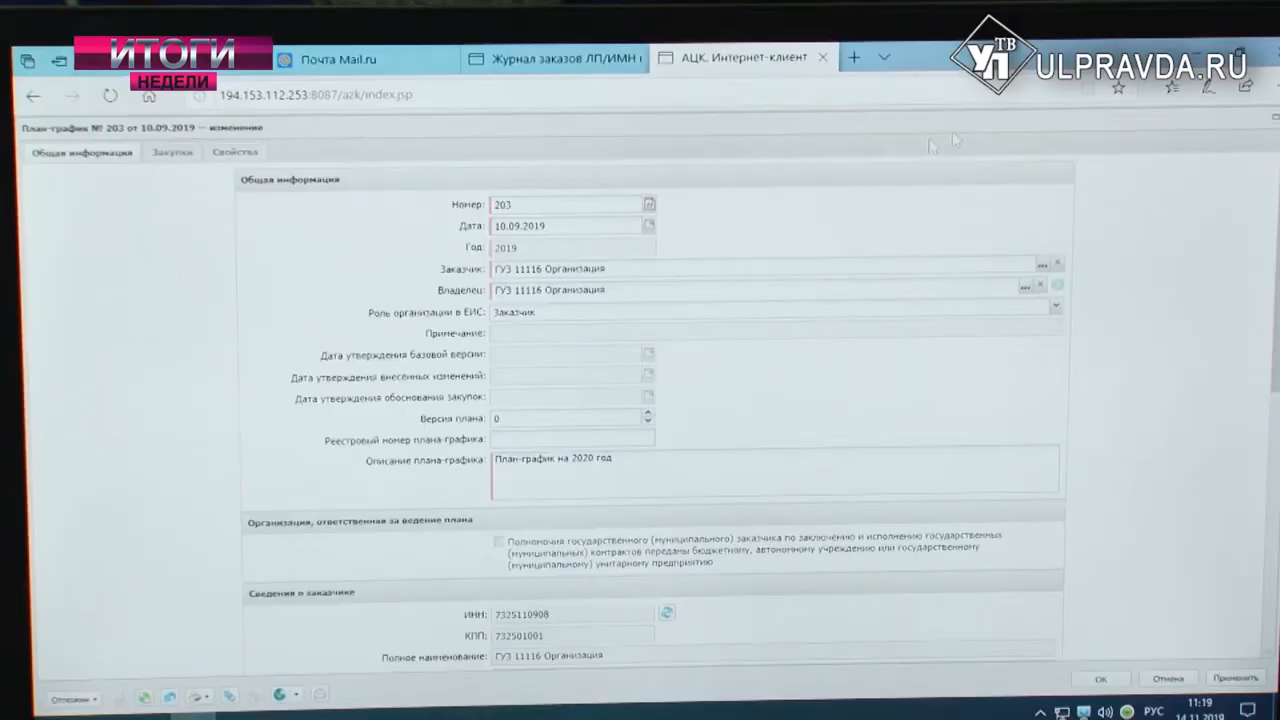 ИТОГИ
НЕДЕЛИ
УП ТВ
ULPRAVDA.RU
Почта Mail.ru
Журнал заказов ЛП/ИМН
АЦК. Интернет-клиент
194.153.112.253:8087/azk/index.jsp
План-график № 203 от 10.09.2019 — изменение
Общая информация Закупки Свойства
Общая информация
Номер: 203
Дата: 10.09.2019
Год: 2019
Заказчик: ГУЗ 11116 Организация
Владелец: ГУЗ 11116 Организация
Роль организации в ЕИС: Заказчик
Примечание:
Дата утверждения базовой версии:
Дата утверждения внесенных изменений:
Дата утверждения обоснования закупок:
Версия плана: 0
Реестровый номер плана-графика:
Описание плана-графика: План-график на 2020 год
Организация, ответственная за ведение плана
Полномочия государственного (муниципального) заказчика по заключению и исполнению государственных
(муниципальных) контрактов переданы бюджетному, автономному учреждению или государственному
(муниципальному) унитарному предприятию
Сведения о заказчике
ИНН: 7325110908
КПП: 732501001
Полное наименование: ГУЗ 11116 Организация
Отложен
OK Отмена Применить
РУС 11:19
14.11.2019